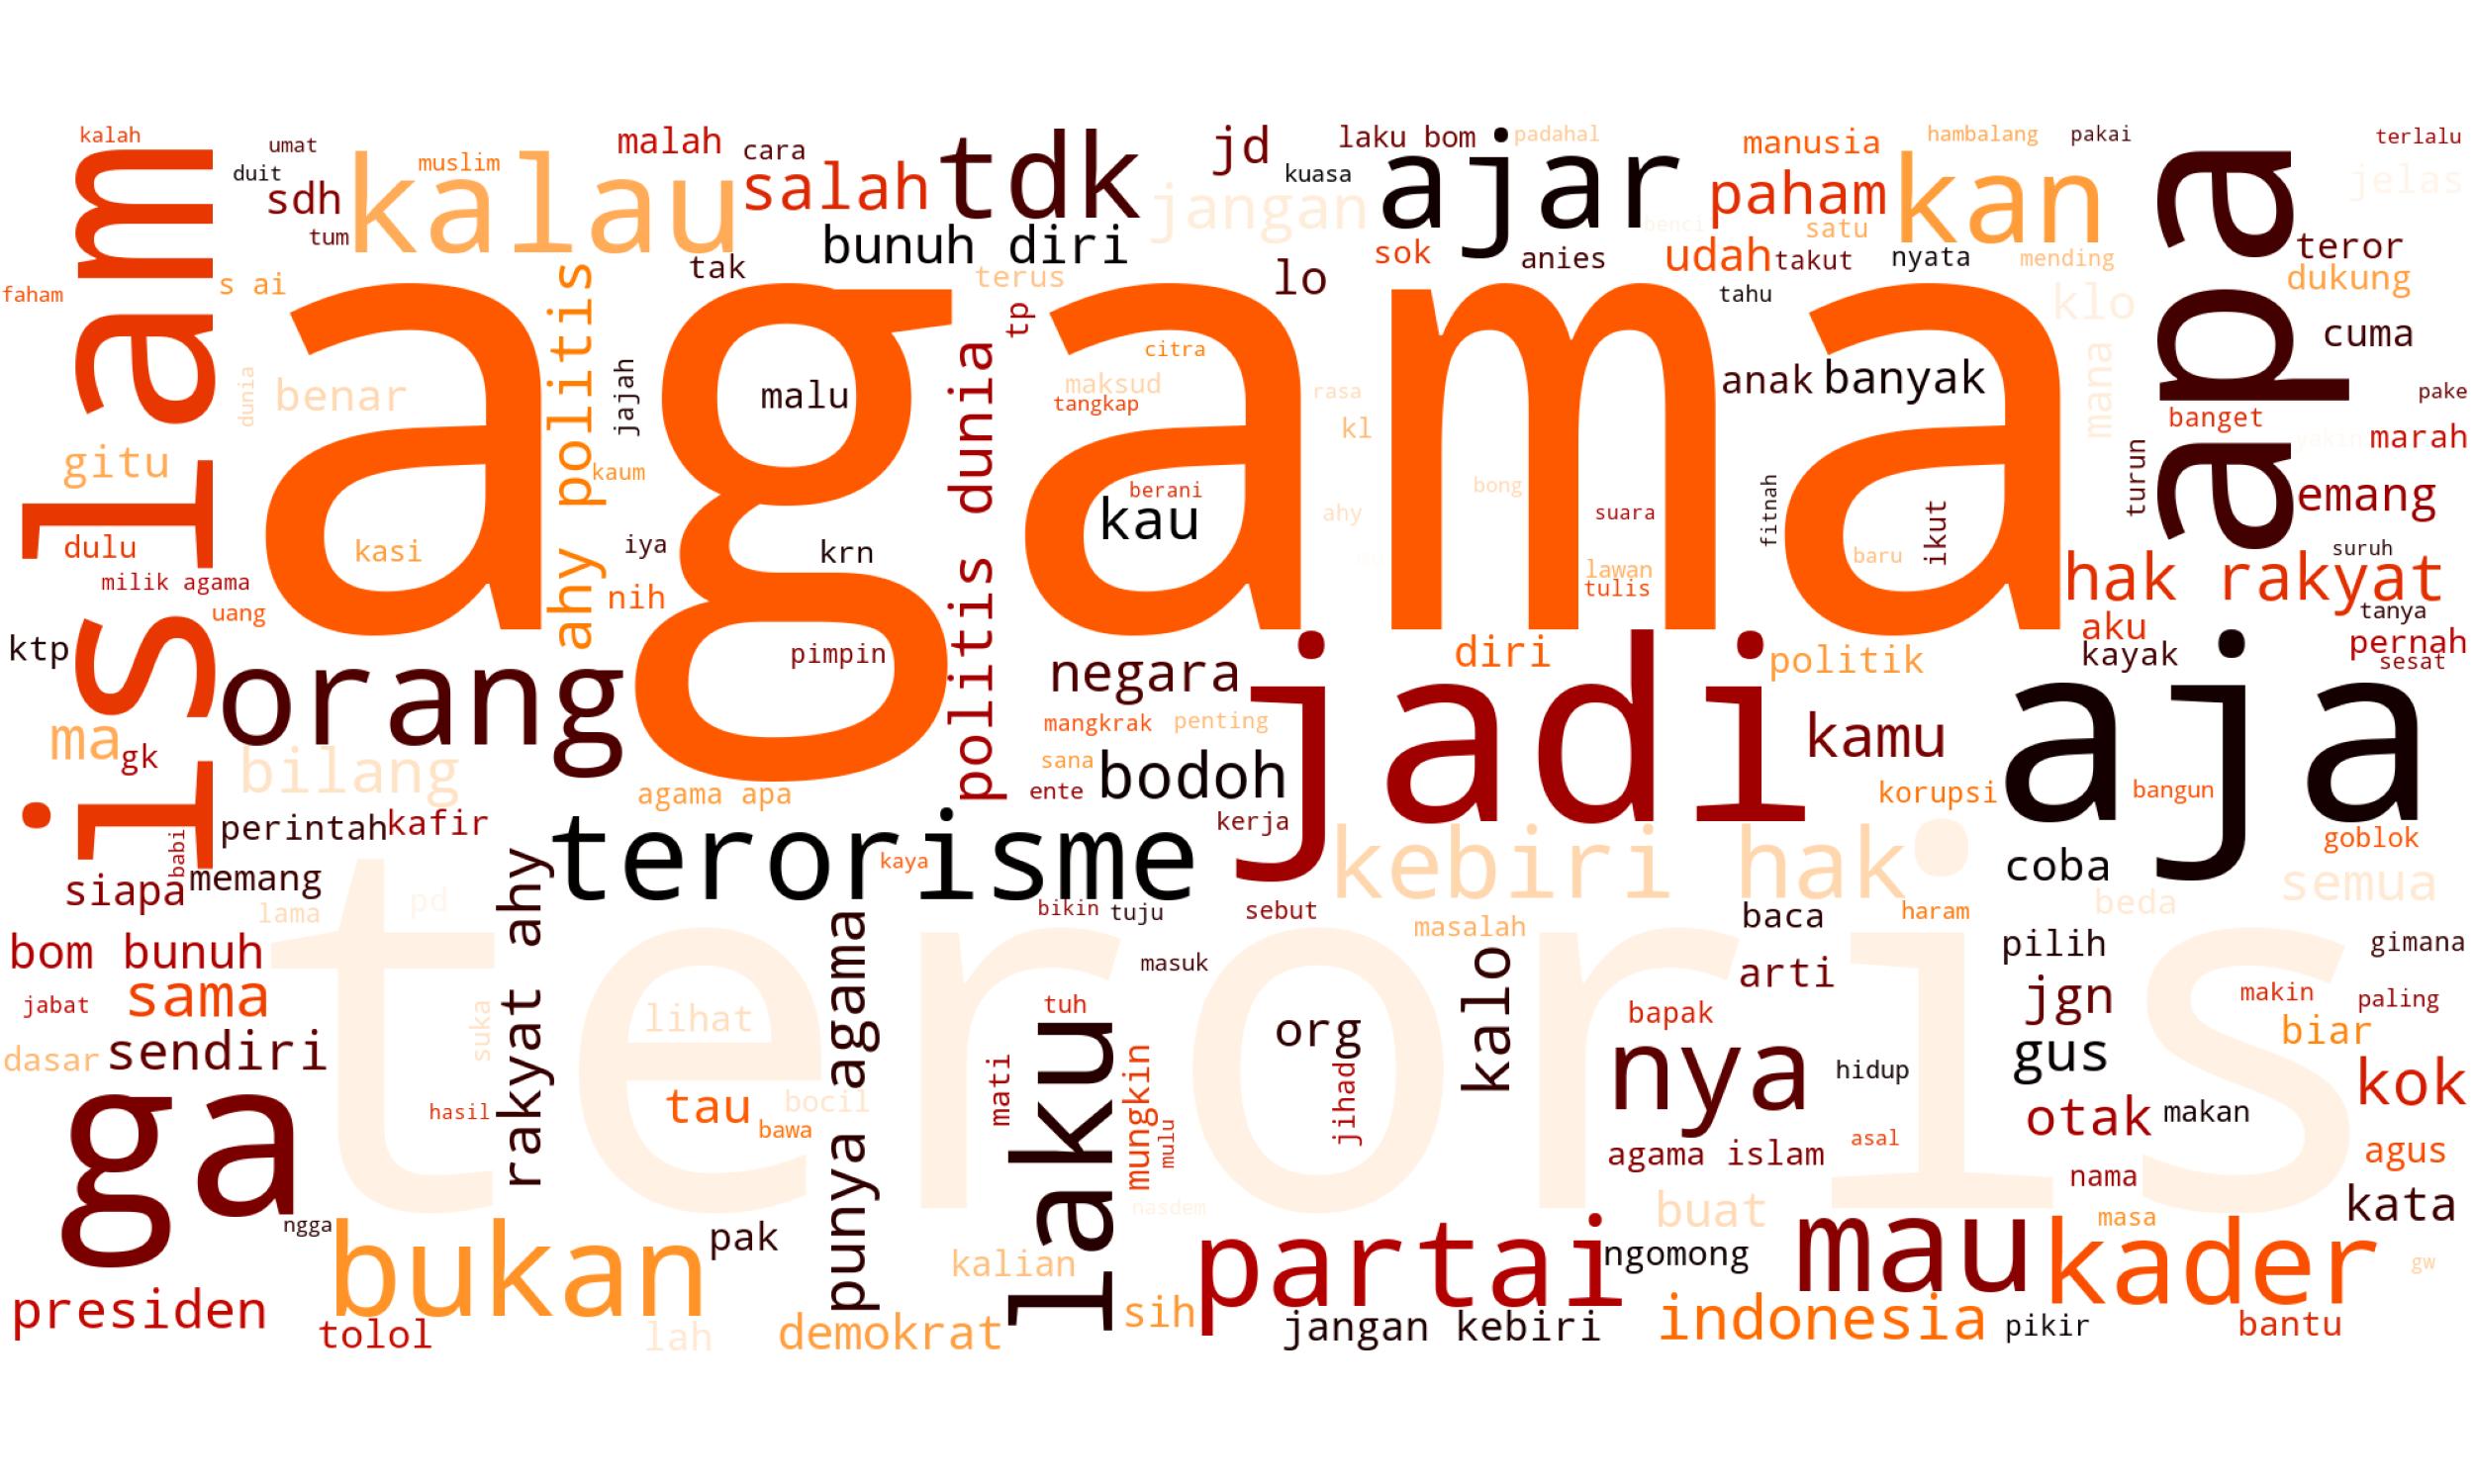 kalah
umat
duit
sdh
tum
kalau
muslim
malah
cara
salah
tdk
bunuh diri
tak
jd
kuasa
laku bom
padahal
jangan
ajar
sok
anies
lo
terus
tp
manusia
hambalang
pakai
terlalu
paham
kan
benci
satu
udah
takut
nyata
mending
tahu
klo
apa
jelas
teror
dukung
cuma
faham
s ai
islam
agama
dunia
benar
gitu
ahy politis
jajah
kaum
malu
politis dunia
citra
maksud
tangkap
rasa
kl
berani
kau
bong
ahy
suara
lawan
tulis
fitnah
ikut
baru
anak
banyak
mana
turun
pake
banget
yakin
marah
emang
suruh
hak rakyat
tanya
aku
kayak
pernah
sesat
dulu
milik agama
uang
kasi
iya
nih
krn
pimpin
ktp
orang
ma
gk
bilang
negara
mangkrak
penting
sana
ente
bodoh
diri
politik
jadi
kamu
aja
korupsi
bangun
goblok
agama apa
perintah
kafir
babi
siapa
memang
terorisme
kaya
kerja
kebiri hak
coba
semua
beda
lama
pd
rakyat ahy
bikin
tuju
sebut
masalah
baca
haram
bom bunuh
jabat
sama
dasar
sendiri
suka
lihat
teroris
punya agama
masuk
tuh
mati
laku
mungkin
mulu
org
jihad
kalo
arti
bapak
nya
pilih
gimana
jgn
makin
paling
biar
gus
hidup
kok
otak
makan
agus
agama islam
asal
nama
kata
ga
hasil
tau
bocil
bawa
ngga
bukan
pak
nasdem
kalian
sih
partai
buat
ngomong
mau
masa
kader
gw
presiden
tolol
lah
demokrat
jangan kebiri
indonesia
pikir
bantu